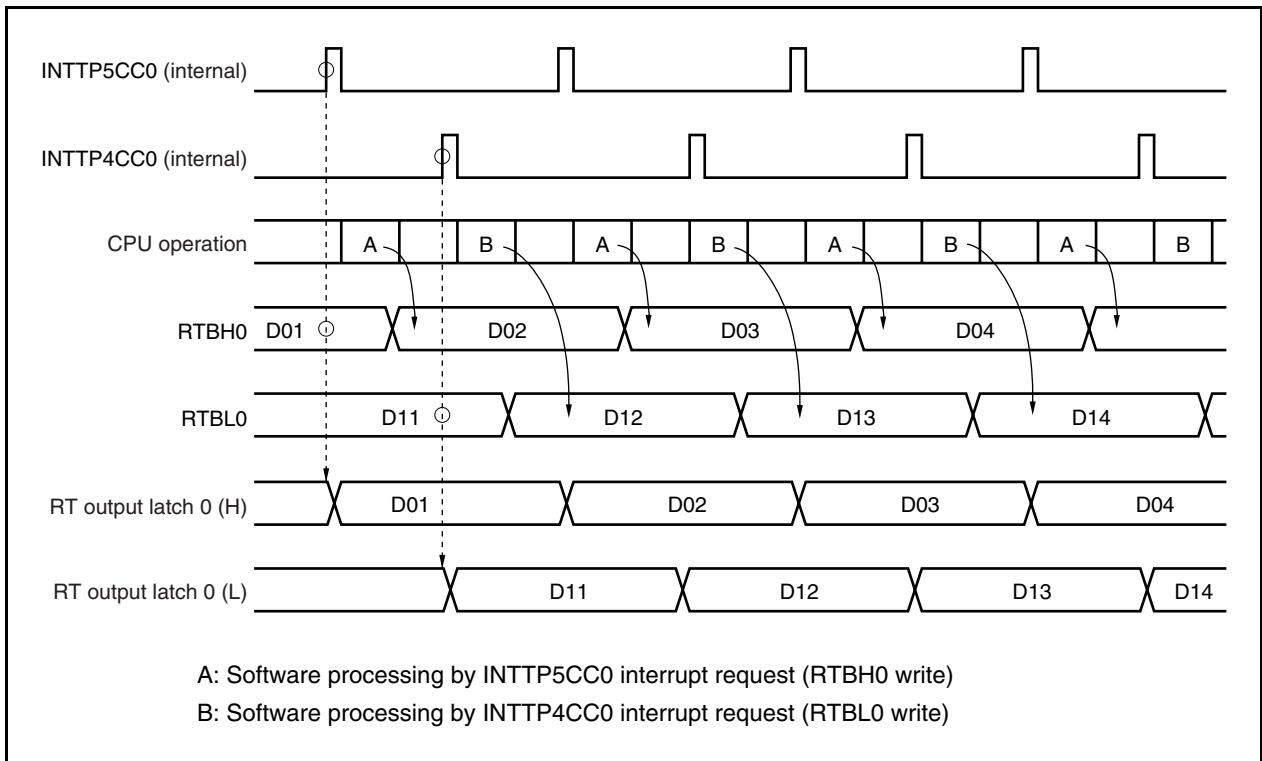 INTTP5CC0 (internal)
INTTP4CC0 (internal)
CPU operation A B A B A B A B
RTBH0 D01 D02 D03 D04
RTBL0 D11 D12 D13 D14
RT output latch 0 (H) D01 D02 D03 D04
RT output latch 0 (L) D11 D12 D13 D14
A: Software processing by INTTP5CC0 interrupt request (RTBH0 write)
B: Software processing by INTTP4CC0 interrupt request (RTBL0 write)